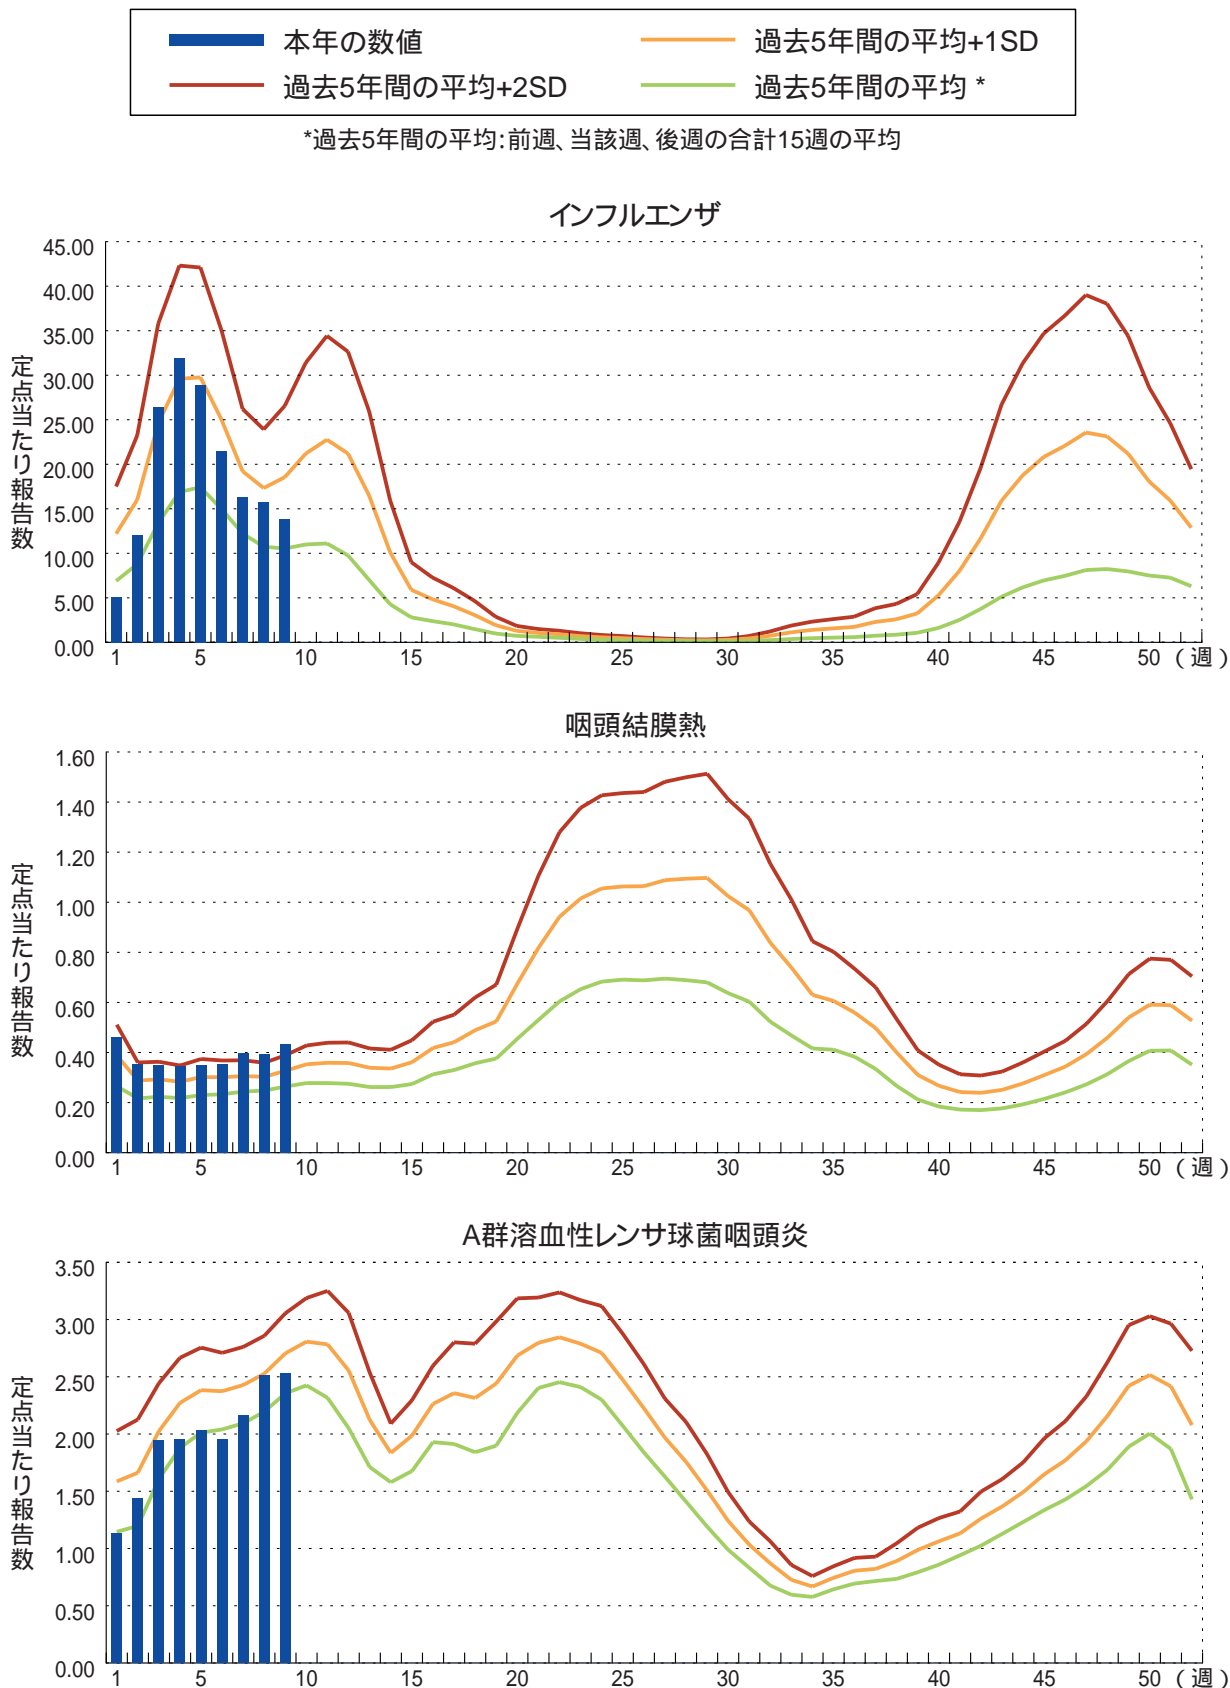 本年の数値 過去5年間の平均+1SD
過去5年間の平均+2SD 過去5年間の平均 *
*過去5年間の平均：前週、当該週、後週の合計15週の平均
インフルエンザ
定点当たり報告数
45.00
40.00
35.00
30.00
25.00
20.00
15.00
10.00
5.00
0.00
1 5 10 15 20 25 30 35 40 45 50 （週）
咽頭結膜熱
定点当たり報告数
1.60
1.40
1.20
1.00
0.80
0.60
0.40
0.20
0.00
1 5 10 15 20 25 30 35 40 45 50 （週）
A群溶血性レンサ球菌咽頭炎
定点当たり報告数
3.50
3.00
2.50
2.00
1.50
1.00
0.50
0.00
1 5 10 15 20 25 30 35 40 45 50 （週）